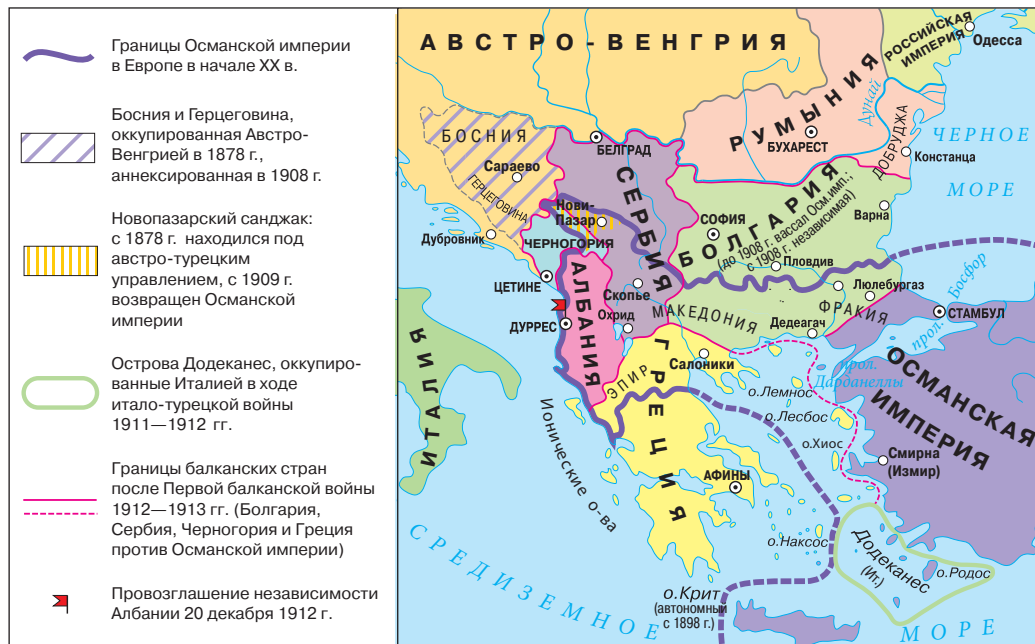 Границы Османской империи
в Европе в начале XX в.
Босния и Герцеговина,
оккупированная Австро-
Венгрией в 1878 г.,
аннексированная в 1908 г.
Новопазарский санджак:
с 1878 г. находился под
австро-турецким
управлением, с 1909 г.
возвращен Османской
империи
Острова Додеканес, оккупиро-
ванные Италией в ходе
итало-турецкой войны
1911—1912 гг.
Границы балканских стран
после Первой балканской войны
1912—1913 гг. (Болгария,
Сербия, Черногория и Греция
против Османской империи)
Провозглашение независимости
Албании 20 декабря 1912 г.
АВСТРО-ВЕНГРИЯ
РОССИЙСКАЯ
ИМПЕРИЯ
Одесса
РУМЫНИЯ
Дунай
БУХАРЕСТ
ДОБРУДЖА
Констанца
ЧЕРНОЕ
МОРЕ
БОСНИЯ
Сараево
ГЕРЦЕГОВИНА
БЕЛГРАД
СЕРБИЯ
Нови-
Пазар
Дубровник
ЧЕРНОГОРИЯ
ЦЕТИНЕ
СОФИЯ
БОЛГАРИЯ
(до 1908 г. вассал Осм.имп.;
с 1908 г. независимая)
Варна
Пловдив
Люлебургаз
Босфор
прол.
СТАМБУЛ
Скопье
Охрид
МАКЕДОНИЯ
ФРАКИЯ
Дедеагач
АЛБАНИЯ
ДУРРЕС
ИТАЛИЯ
ЭПИР
Салоники
ГРЕЦИЯ
прол.
Дарданеллы
ОСМАНСКАЯ
ИМПЕРИЯ
о.Лемнос
о.Лесбос
о.Хиос
Смирна
(Измир)
Ионические о-ва
АФИНЫ
о.Наксос
Додеканес
(Ит.)
о.Родос
о.Крит
(автономный
с 1898 г.)
СРЕДИЗЕМНОЕ
МОРЕ